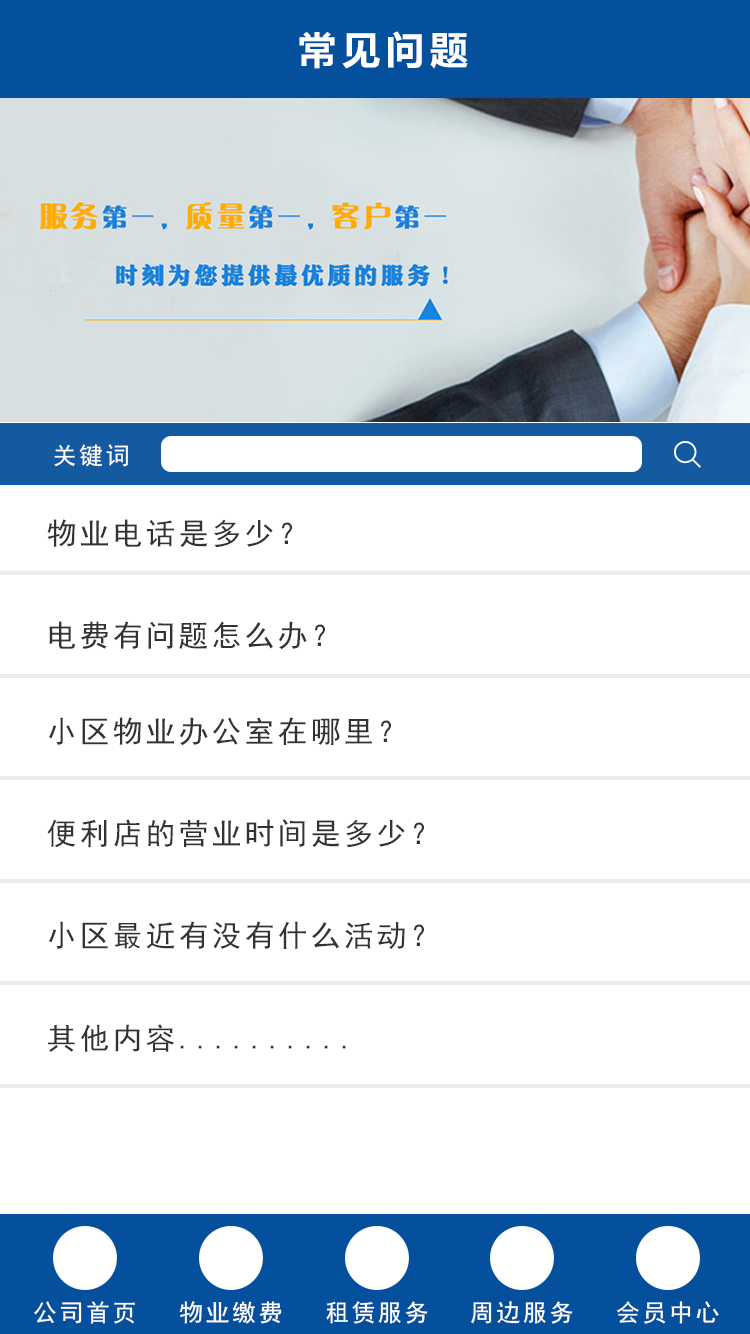 常见问题
服务第一，质量第一，客户第一
时刻为您提供最优质的服务！
关键词
物业电话是多少？
电费有问题怎么办？
小区物业办公室在哪里？
便利店的营业时间是多少？
小区最近有没有什么活动？
其他内容..........
公司首页 物业缴费 租赁服务 周边服务 会员中心